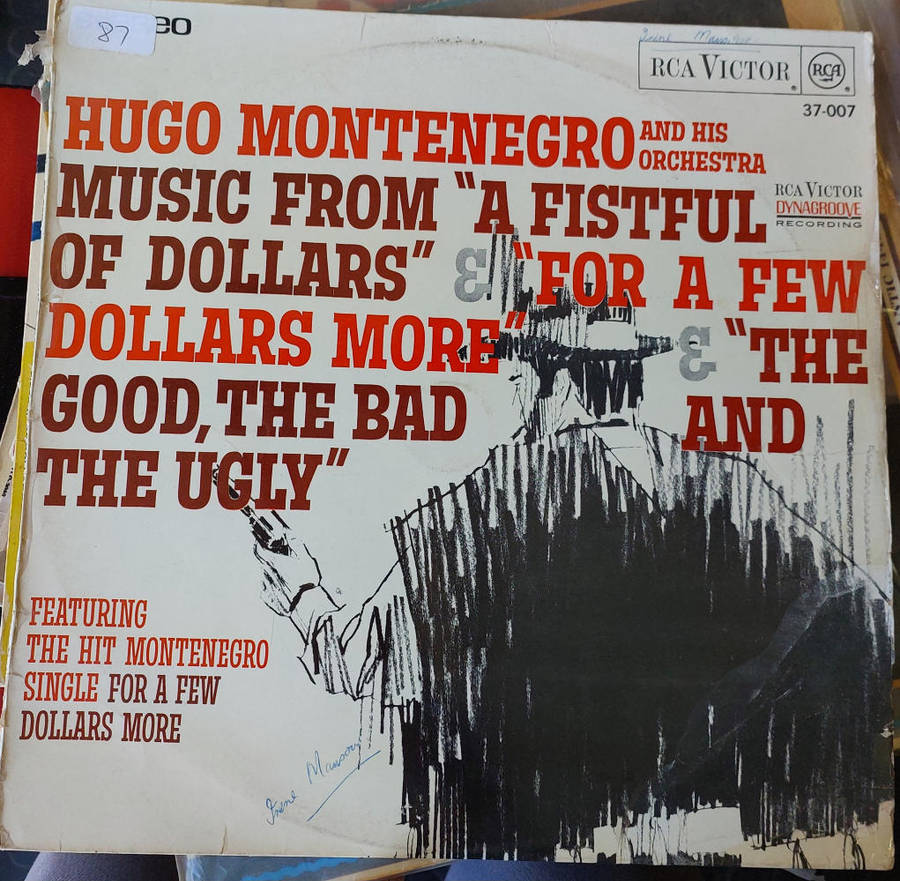 87
eo
RCA VICTOR
RCA
37-007
HUGO MONTENEGRO AND HIS ORCHESTRA
MUSIC FROM "A FISTFUL
RCA VICTOR
DYNAGROOVE
RECORDING
OF DOLLARS" & "FOR A FEW
DOLLARS MORE" & "THE
GOOD, THE BAD AND
THE UGLY"
FEATURING
THE HIT MONTENEGRO
SINGLE FOR A FEW
DOLLARS MORE
Irene